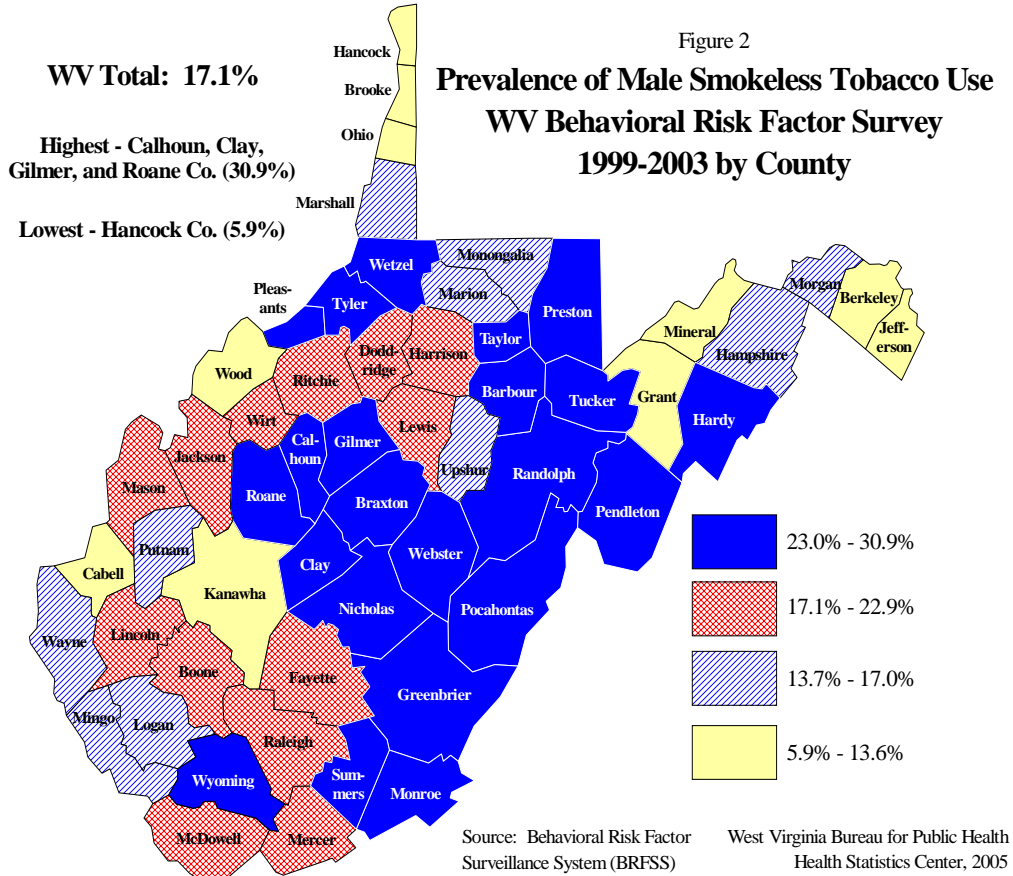 Figure 2
Prevalence of Male Smokeless Tobacco Use
WV Behavioral Risk Factor Survey
1999-2003 by County
WV Total:  17.1%
Highest - Calhoun, Clay,
Gilmer, and Roane Co. (30.9%)
Lowest - Hancock Co. (5.9%)
Hancock
Brooke
Ohio
Marshall
Wetzel
Monongalia
Marion
Pleas-
ants
Tyler
Preston
Taylor
Morgan
Berkeley
Jeff-
erson
Mineral
Hampshire
Wood
Ritchie
Dodd-
ridge
Harrison
Barbour
Tucker
Grant
Hardy
Wirt
Cal-
houn
Gilmer
Lewis
Upshur
Randolph
Jackson
Mason
Roane
Braxton
Pendleton
Putnam
Cabell
Kanawha
Clay
Webster
Nicholas
Pocahontas
Wayne
Lincoln
Boone
Fayette
Greenbrier
Mingo
Logan
Raleigh
Wyoming
Sum-
mers
Monroe
McDowell
Mercer
23.0% - 30.9%
17.1% - 22.9%
13.7% - 17.0%
5.9% - 13.6%
Source:  Behavioral Risk Factor
Surveillance System (BRFSS)
West Virginia Bureau for Public Health
Health Statistics Center, 2005